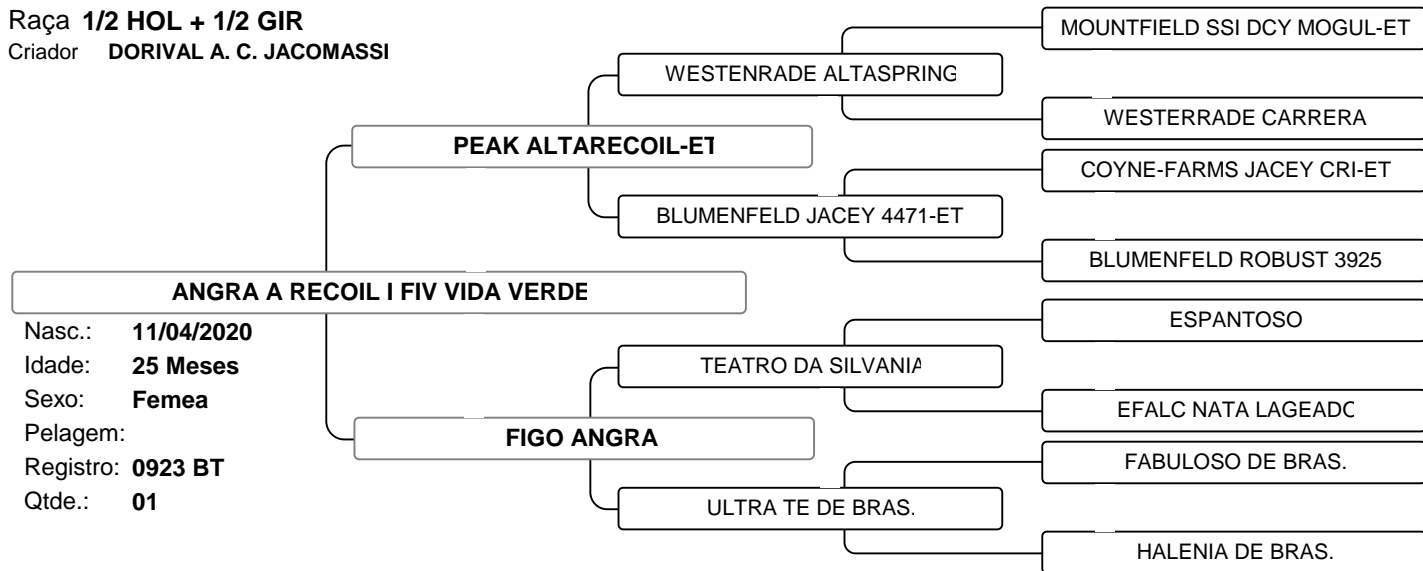 Raça 1/2 HOL + 1/2 GIR
Criador DORIVAL A. C. JACOMASSI
MOUNTFIELD SSI DCY MOGUL-ET
WESTENRADE ALTASPRING
WESTERRADE CARRERA
PEAK ALTARECOIL-ET
COYNE-FARMS JACEY CRI-ET
BLUMENFELD JACEY 4471-ET
BLUMENFELD ROBUST 3925
ANGRA A RECOIL I FIV VIDA VERDE
Nasc.: 11/04/2020
Idade: 25 Meses
Sexo: Femea
Pelagem:
Registro: 0923 BT
Qtde.: 01
ESPANTOSO
TEATRO DA SILVANIA
EFALC NATA LAGEADO
FIGO ANGRA
FABULOSO DE BRAS.
ULTRA TE DE BRAS.
HALENIA DE BRAS.